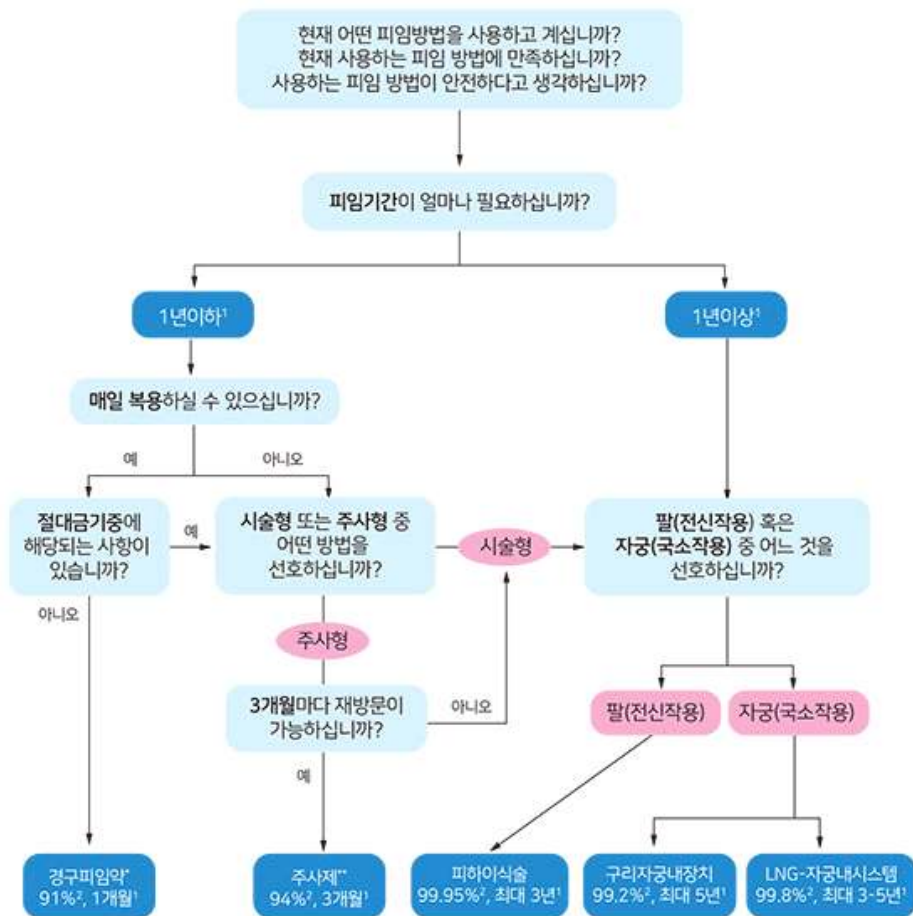 현재 어떤 피임방법을 사용하고 계십니까?
현재 사용하는 피임 방법에 만족하십니까?
사용하는 피임 방법이 안전하다고 생각하십니까?
피임기간이 얼마나 필요하십니까?
1년이하¹
1년이상¹
매일 복용하실 수 있으십니까?
예
아니오
절대금기중에
해당되는 사항이
있습니까?
예
시술형 또는 주사형 중
어떤 방법을
선호하십니까?
시술형
팔(전신작용) 혹은
자궁(국소작용) 중 어느 것을
선호하십니까?
아니오
주사형
3개월마다 재방문이
가능하십니까?
아니오
팔(전신작용)
자궁(국소작용)
예
경구피임약*
91%², 1개월¹
주사제**
94%², 3개월¹
피하이식술
99.95%², 최대 3년¹
구리자궁내장치
99.2%², 최대 5년¹
LNG-자궁내시스템
99.8%², 최대 3-5년¹